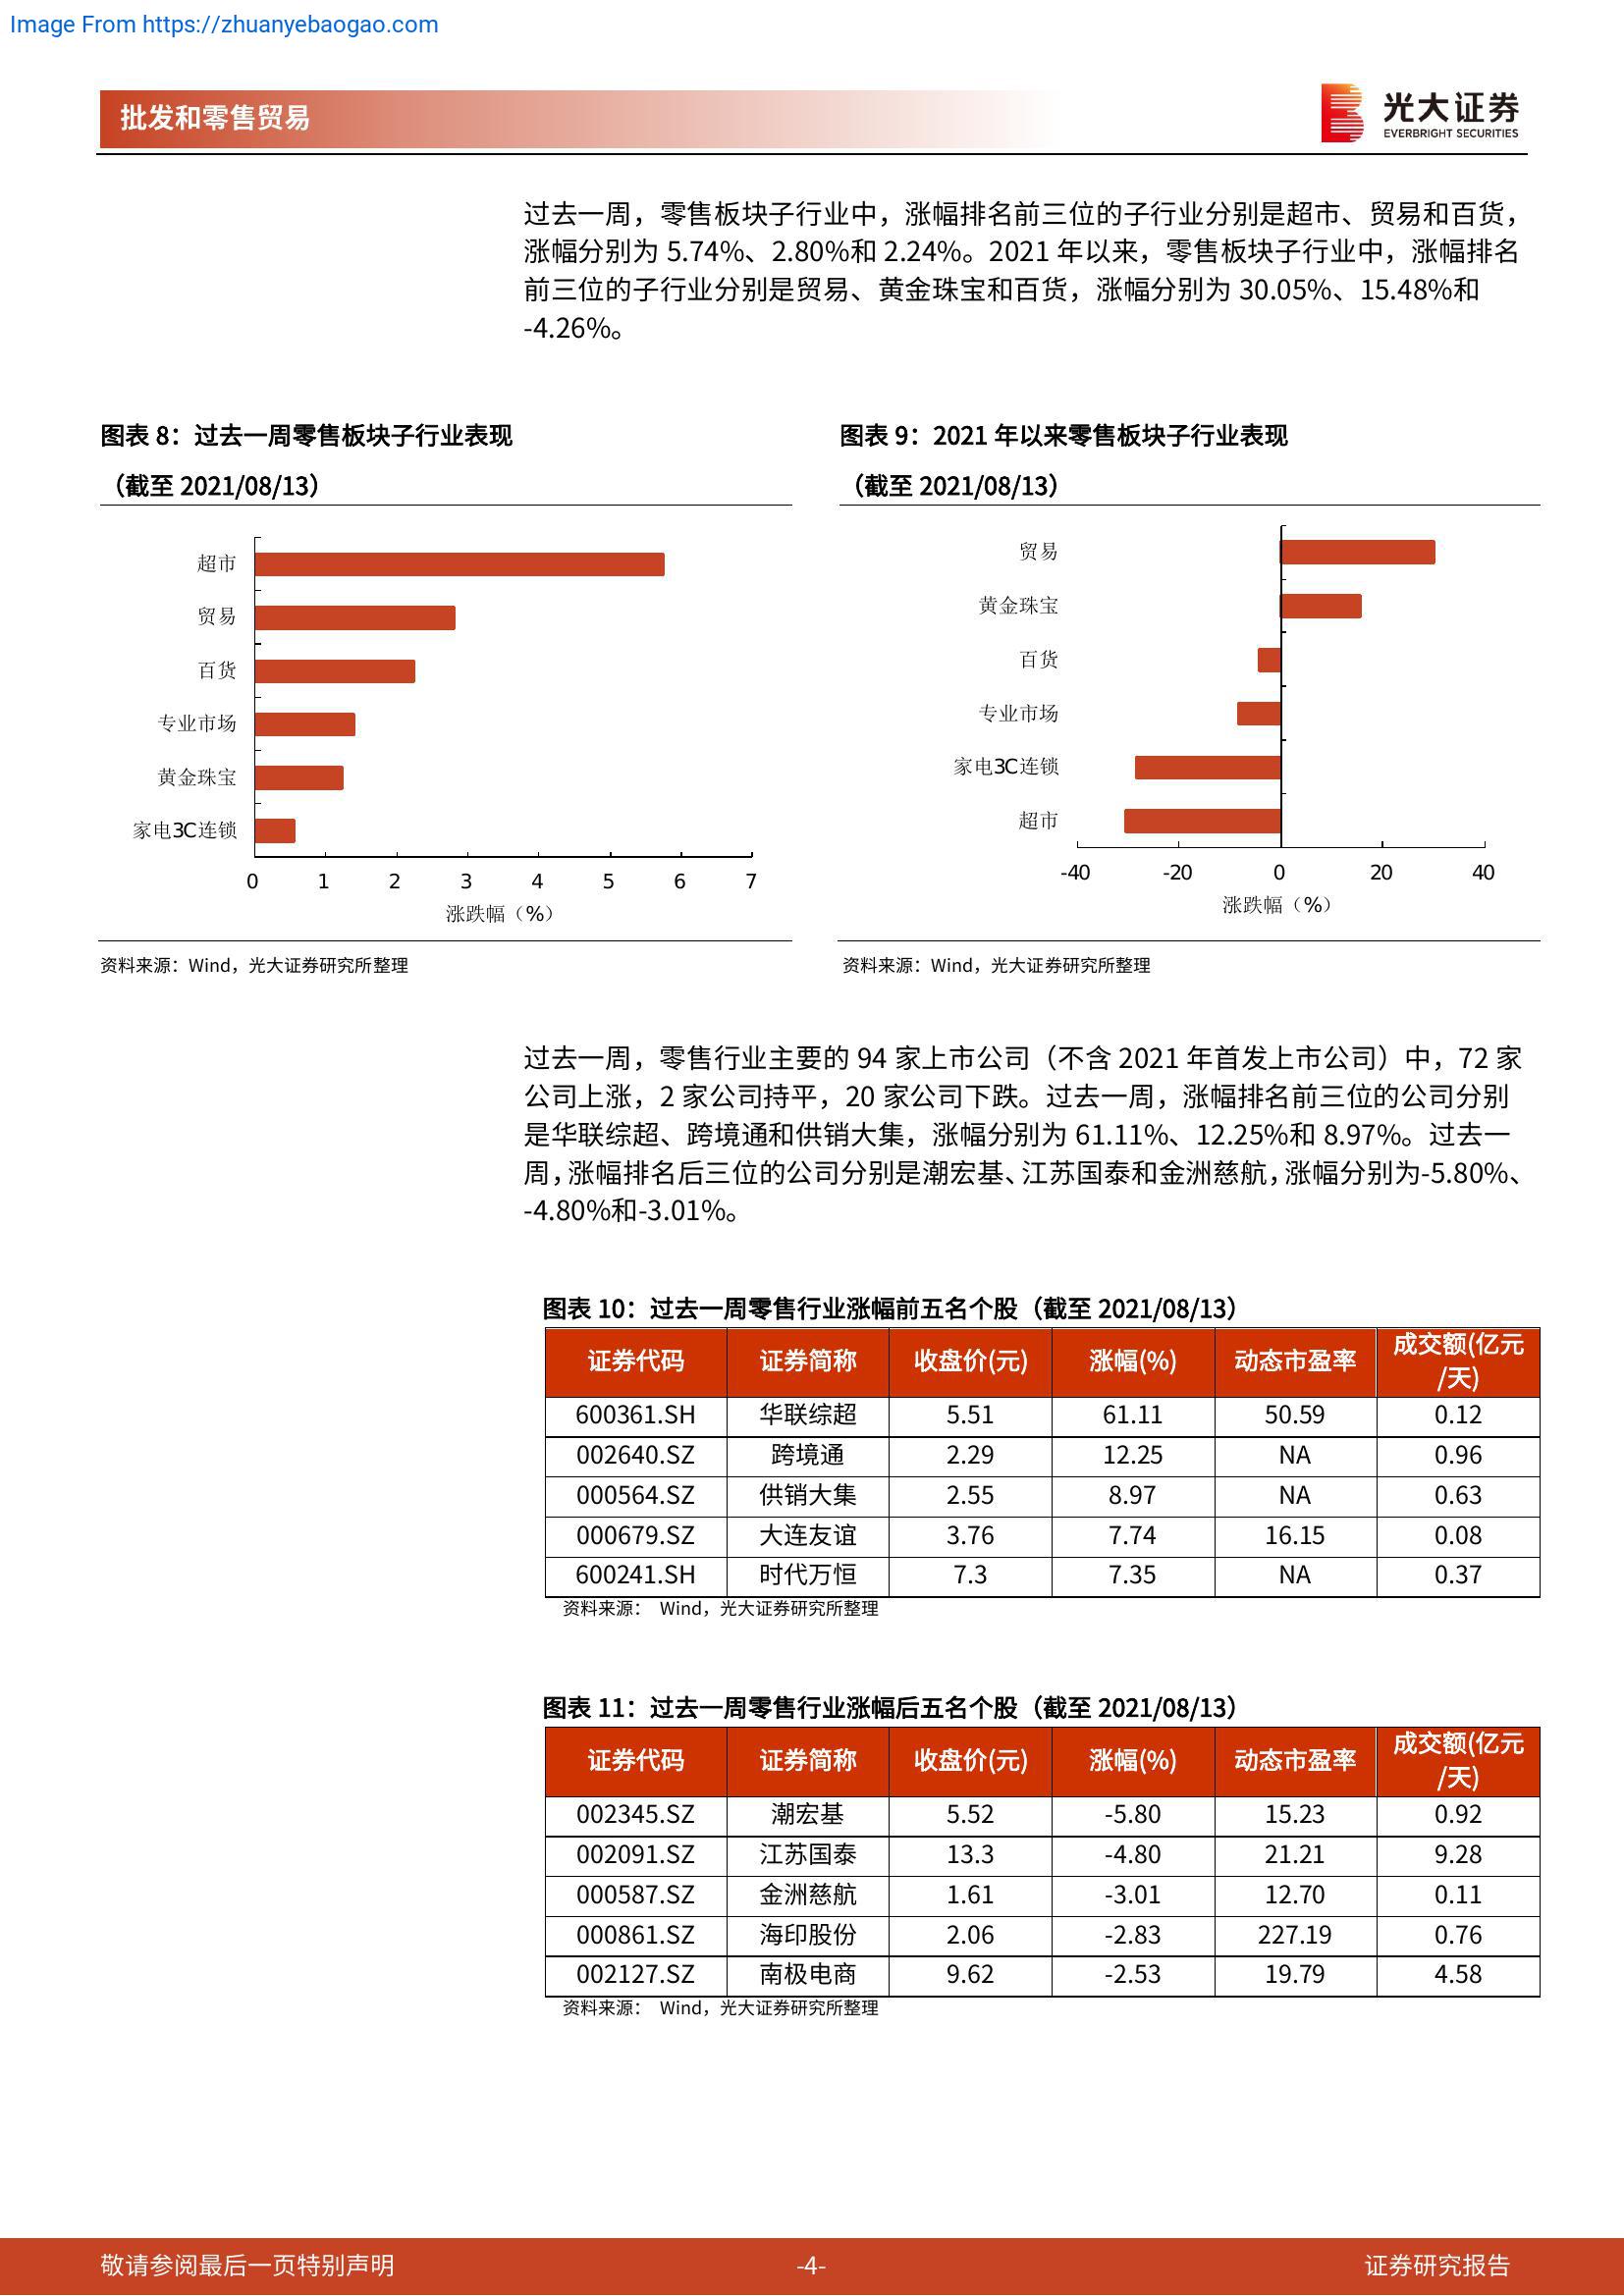 Image From https://zhuanyebaogao.com
批发和零售贸易
光大证券
EVERBRIGHT SECURITIES
过去一周，零售板块子行业中，涨幅排名前三位的子行业分别是超市、贸易和百货，
涨幅分别为 5.74%、2.80%和 2.24%。2021 年以来，零售板块子行业中，涨幅排名
前三位的子行业分别是贸易、黄金珠宝和百货，涨幅分别为 30.05%、15.48%和
-4.26%。
图表 8：过去一周零售板块子行业表现
（截至 2021/08/13）
超市
贸易
百货
专业市场
黄金珠宝
家电3C连锁
0 1 2 3 4 5 6 7
涨跌幅（%）
资料来源：Wind，光大证券研究所整理
图表 9：2021 年以来零售板块子行业表现
（截至 2021/08/13）
贸易
黄金珠宝
百货
专业市场
家电3C连锁
超市
-40 -20 0 20 40
涨跌幅（%）
资料来源：Wind，光大证券研究所整理
过去一周，零售行业主要的 94 家上市公司（不含 2021 年首发上市公司）中，72 家
公司上涨，2 家公司持平，20 家公司下跌。过去一周，涨幅排名前三位的公司分别
是华联综超、跨境通和供销大集，涨幅分别为 61.11%、12.25%和 8.97%。过去一
周，涨幅排名后三位的公司分别是潮宏基、江苏国泰和金洲慈航，涨幅分别为-5.80%、
-4.80%和-3.01%。
图表 10：过去一周零售行业涨幅前五名个股（截至 2021/08/13）
证券代码 证券简称 收盘价(元) 涨幅(%) 动态市盈率 成交额(亿元
/天)
600361.SH 华联综超 5.51 61.11 50.59 0.12
002640.SZ 跨境通 2.29 12.25 NA 0.96
000564.SZ 供销大集 2.55 8.97 NA 0.63
000679.SZ 大连友谊 3.76 7.74 16.15 0.08
600241.SH 时代万恒 7.3 7.35 NA 0.37
资料来源： Wind，光大证券研究所整理
图表 11：过去一周零售行业涨幅后五名个股（截至 2021/08/13）
证券代码 证券简称 收盘价(元) 涨幅(%) 动态市盈率 成交额(亿元
/天)
002345.SZ 潮宏基 5.52 -5.80 15.23 0.92
002091.SZ 江苏国泰 13.3 -4.80 21.21 9.28
000587.SZ 金洲慈航 1.61 -3.01 12.70 0.11
000861.SZ 海印股份 2.06 -2.83 227.19 0.76
002127.SZ 南极电商 9.62 -2.53 19.79 4.58
资料来源： Wind，光大证券研究所整理
敬请参阅最后一页特别声明 -4- 证券研究报告